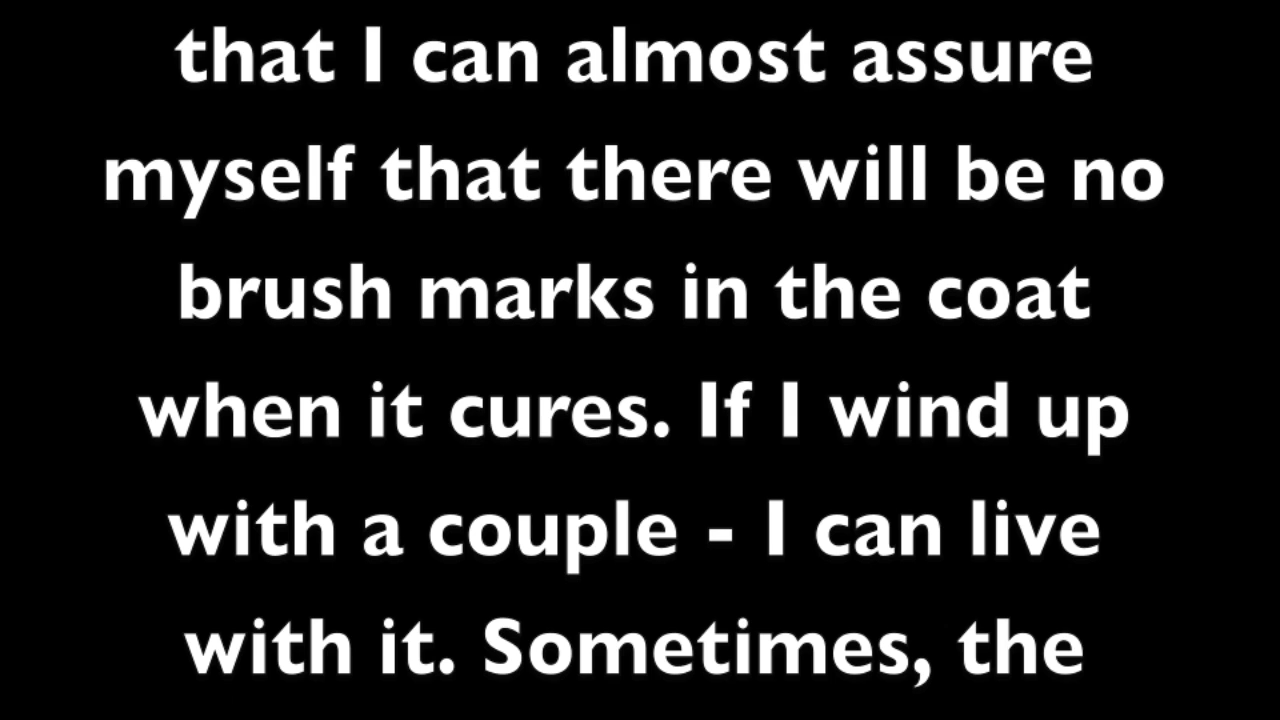 that I can almost assure
myself that there will be no
brush marks in the coat
when it cures. If I wind up
with a couple - I can live
with it. Sometimes, the